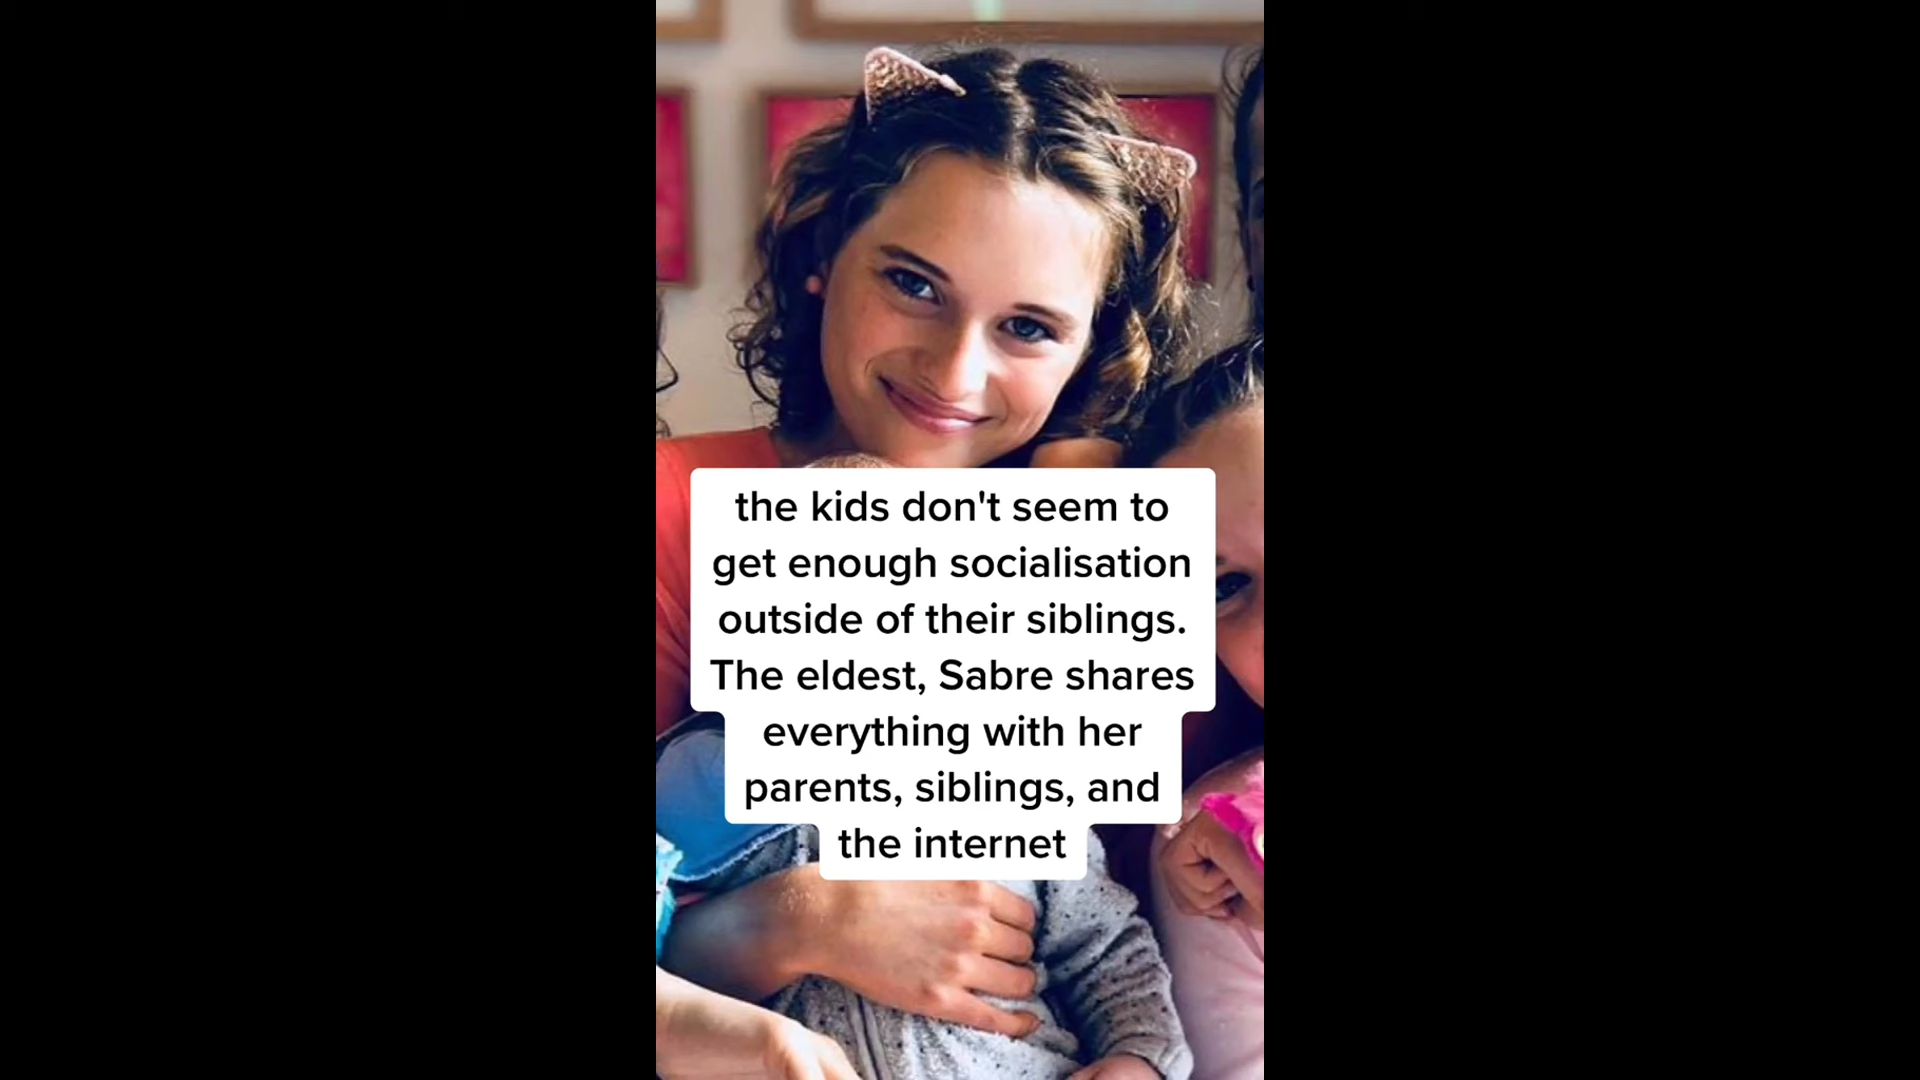 the kids don't seem to
get enough socialisation
outside of their siblings.
The eldest, Sabre shares
everything with her
parents, siblings, and
the internet